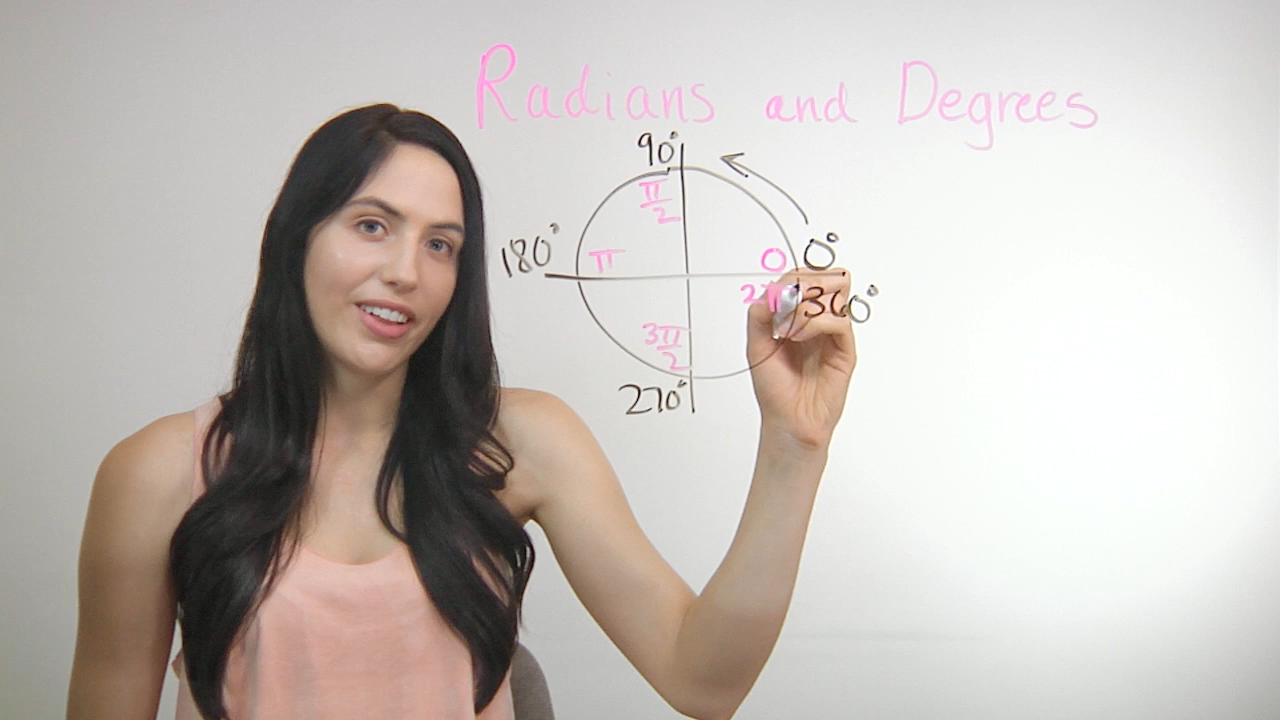 Radians and Degrees
90°
π/2
180°
π
0
0°
2π
360°
3π/2
270°